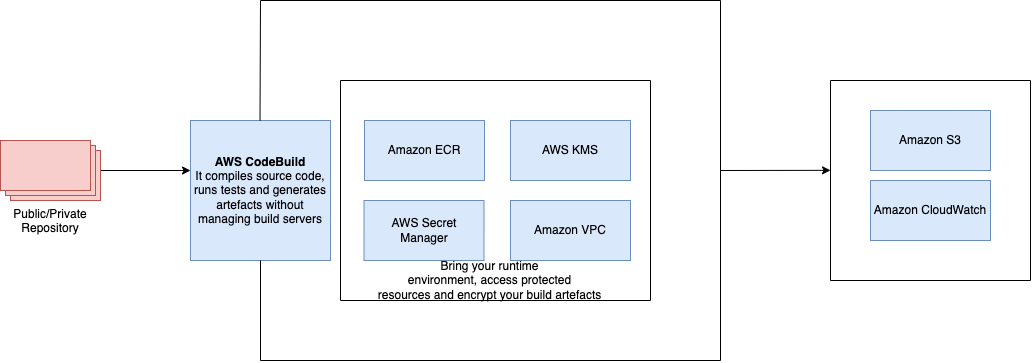 Public/Private
Repository
AWS CodeBuild
It compiles source code,
runs tests and generates
artefacts without
managing build servers
Amazon ECR
AWS KMS
AWS Secret
Manager
Amazon VPC
Bring your runtime
environment, access protected
resources and encrypt your build artefacts
Amazon S3
Amazon CloudWatch